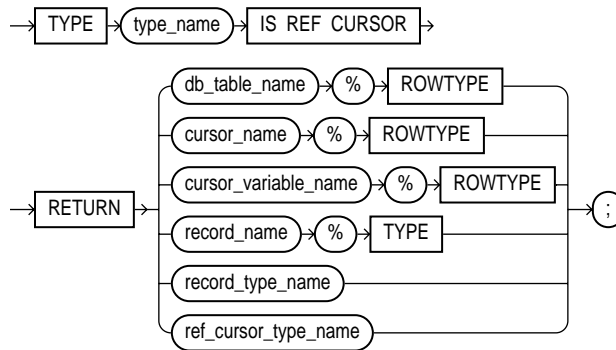 TYPE type_name IS REF CURSOR
db_table_name % ROWTYPE
cursor_name % ROWTYPE
cursor_variable_name % ROWTYPE
RETURN ;
record_name % TYPE
record_type_name
ref_cursor_type_name